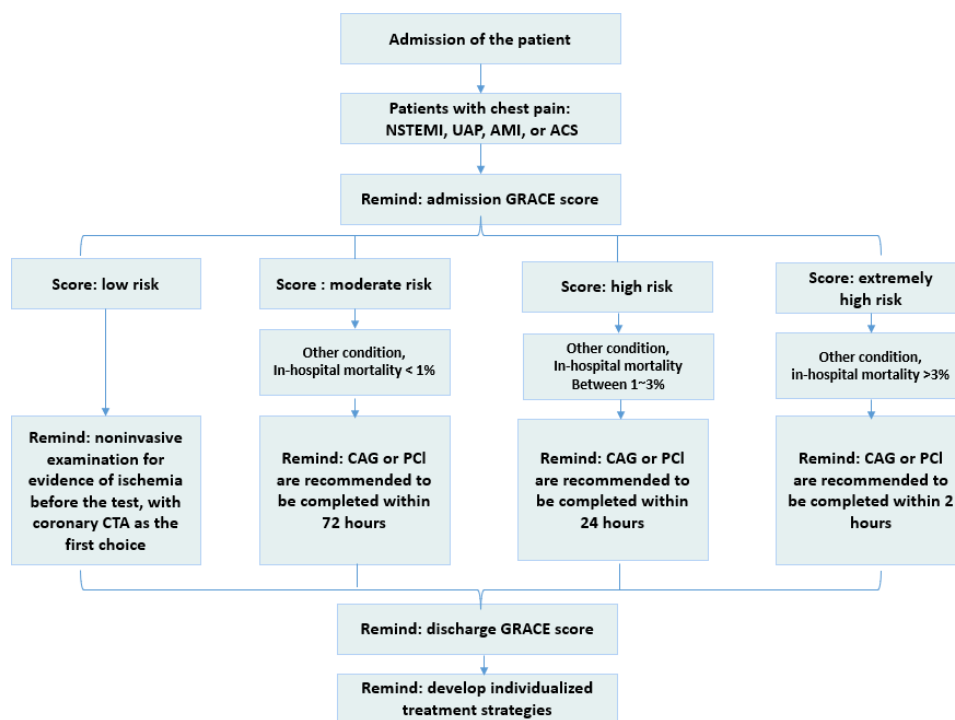 Admission of the patient
Patients with chest pain:
NSTEMI, UAP, AMI, or ACS
Remind: admission GRACE score
Score: low risk
Score : moderate risk
Score: high risk
Score: extremely
high risk
Other condition,
In-hospital mortality < 1%
Other condition,
In-hospital mortality
Between 1~3%
Other condition,
in-hospital mortality >3%
Remind: noninvasive
examination for
evidence of ischemia
before the test, with
coronary CTA as the
first choice
Remind: CAG or PCl
are recommended to
be completed within
72 hours
Remind: CAG or PCl
are recommended to
be completed within
24 hours
Remind: CAG or PCl
are recommended to
be completed within 2
hours
Remind: discharge GRACE score
Remind: develop individualized
treatment strategies